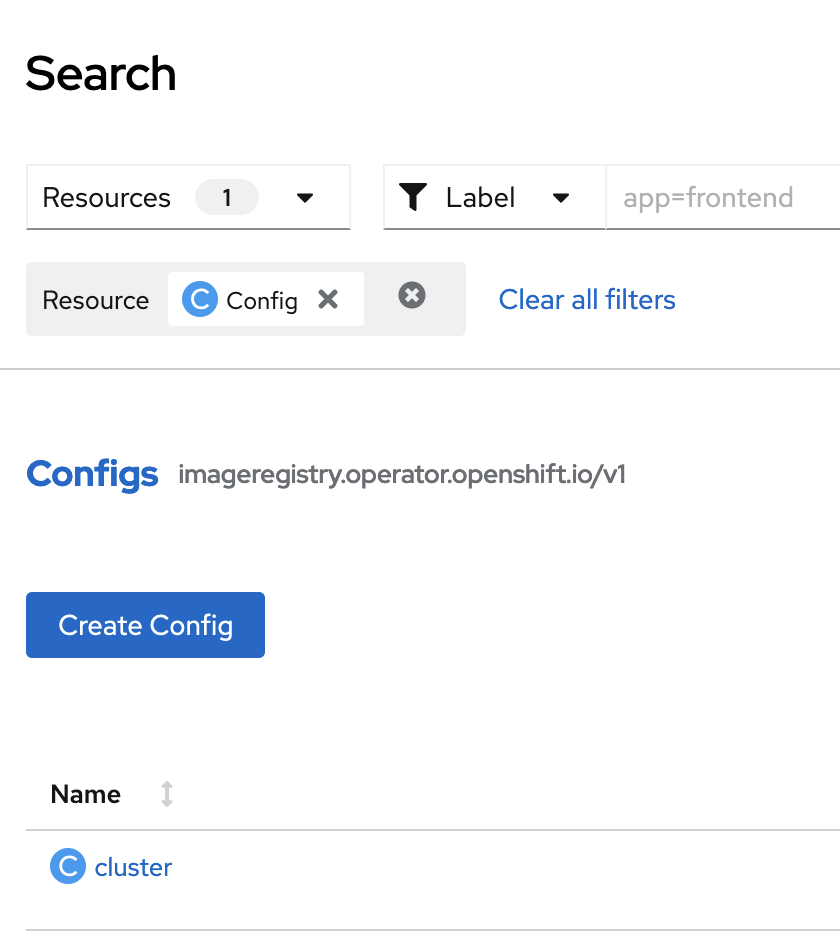 Search
Resources 1 Label app=frontend
Resource C Config Clear all filters
Configs imageregistry.operator.openshift.io/v1
Create Config
Name
C cluster